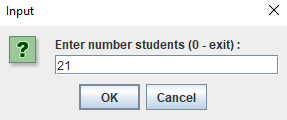 Input
Enter number students (0 - exit) :
21
OK
Cancel